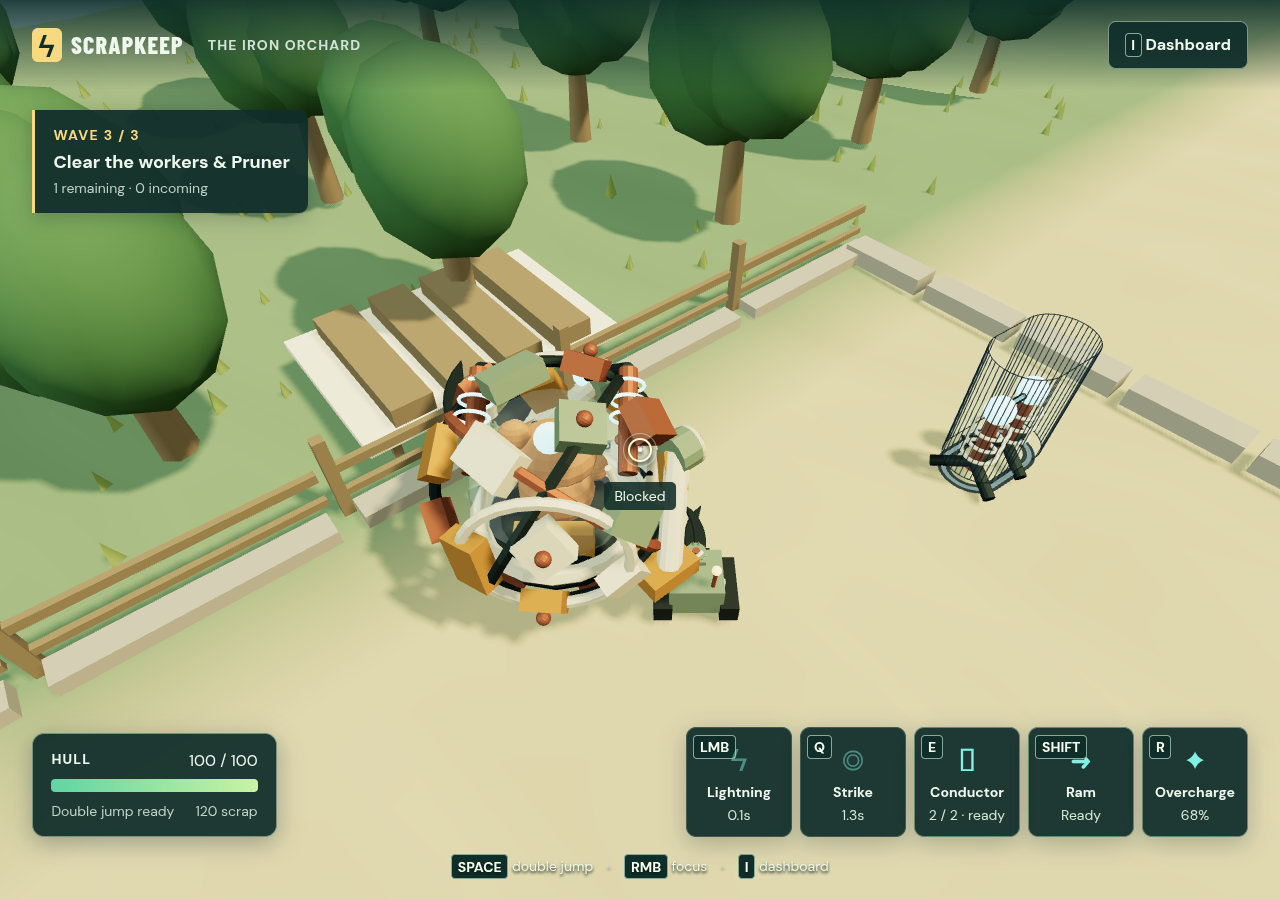 SCRAPKEEP
THE IRON ORCHARD
I Dashboard
WAVE 3 / 3
Clear the workers & Pruner
1 remaining · 0 incoming
Blocked
HULL 100 / 100
Double jump ready 120 scrap
LMB
Lightning
0.1s
Q
Strike
1.3s
E
Conductor
2 / 2 · ready
SHIFT
Ram
Ready
R
Overcharge
68%
SPACE double jump · RMB focus · I dashboard